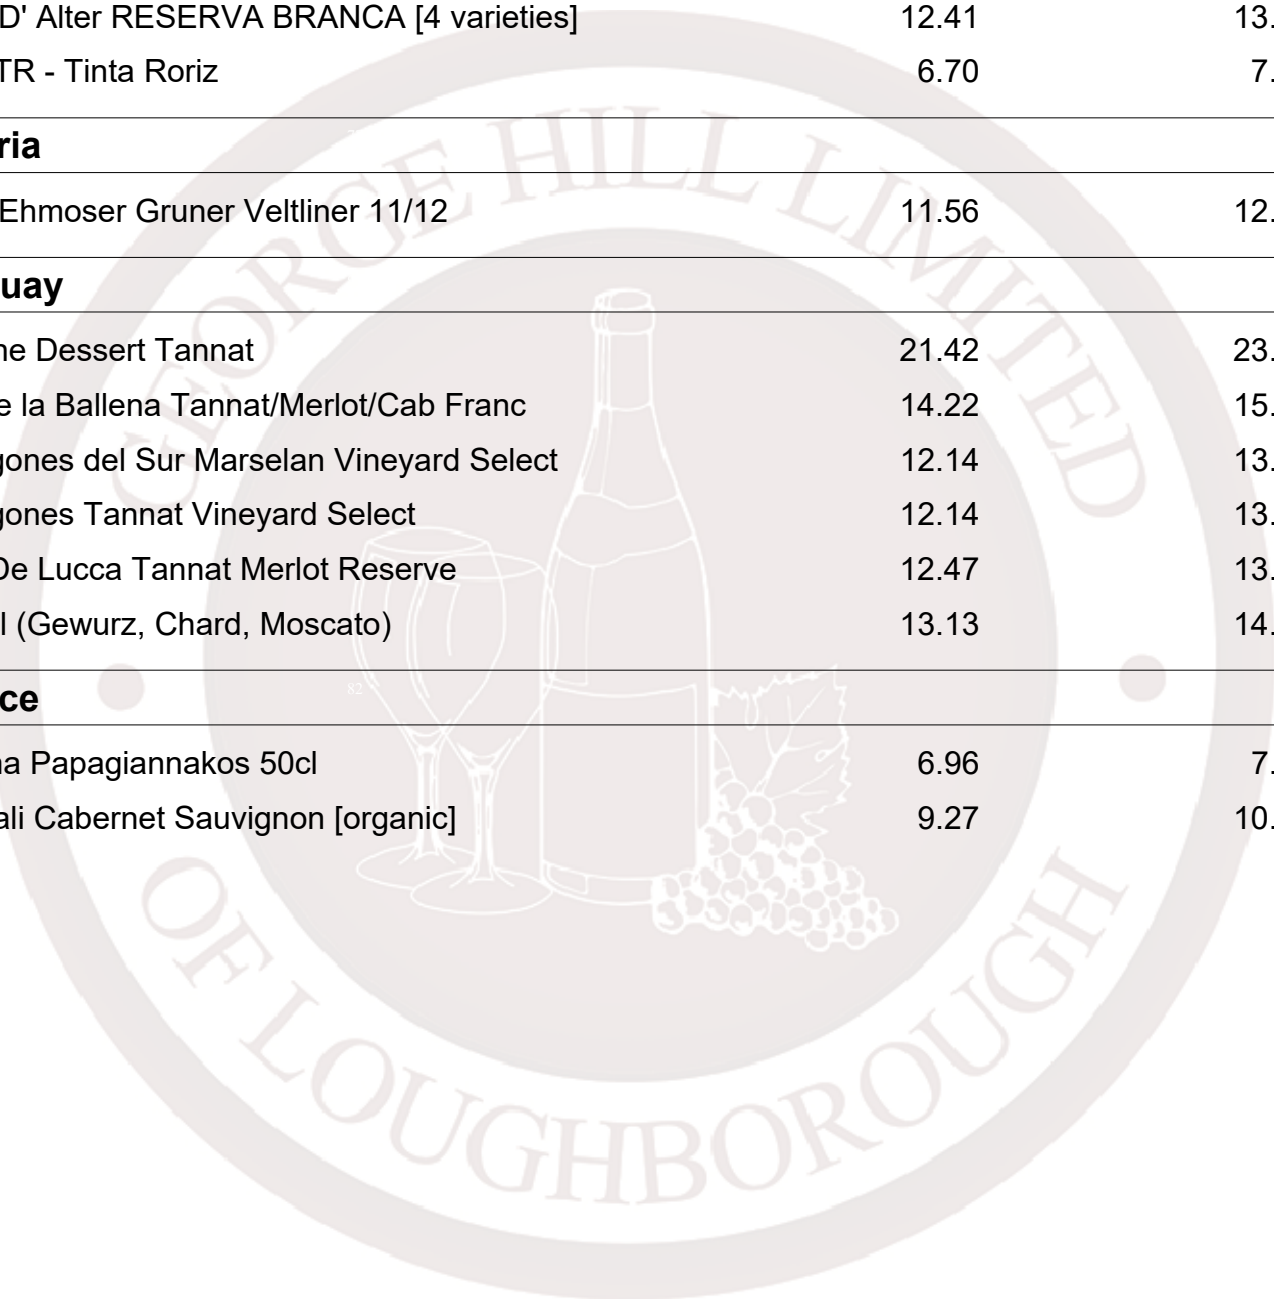 D' Alter RESERVA BRANCA [4 varieties] 12.41 13.
TR - Tinta Roriz 6.70 7.
ria
Ehmoser Gruner Veltliner 11/12 11.56 12.
uay
ne Dessert Tannat 21.42 23.
e la Ballena Tannat/Merlot/Cab Franc 14.22 15.
gones del Sur Marselan Vineyard Select 12.14 13.
gones Tannat Vineyard Select 12.14 13.
De Lucca Tannat Merlot Reserve 12.47 13.
l (Gewurz, Chard, Moscato) 13.13 14.
82
ce
na Papagiannakos 50cl 6.96 7.
ali Cabernet Sauvignon [organic] 9.27 10.
GEORGE HILL LIMITED
OF LOUGHBOROUGH